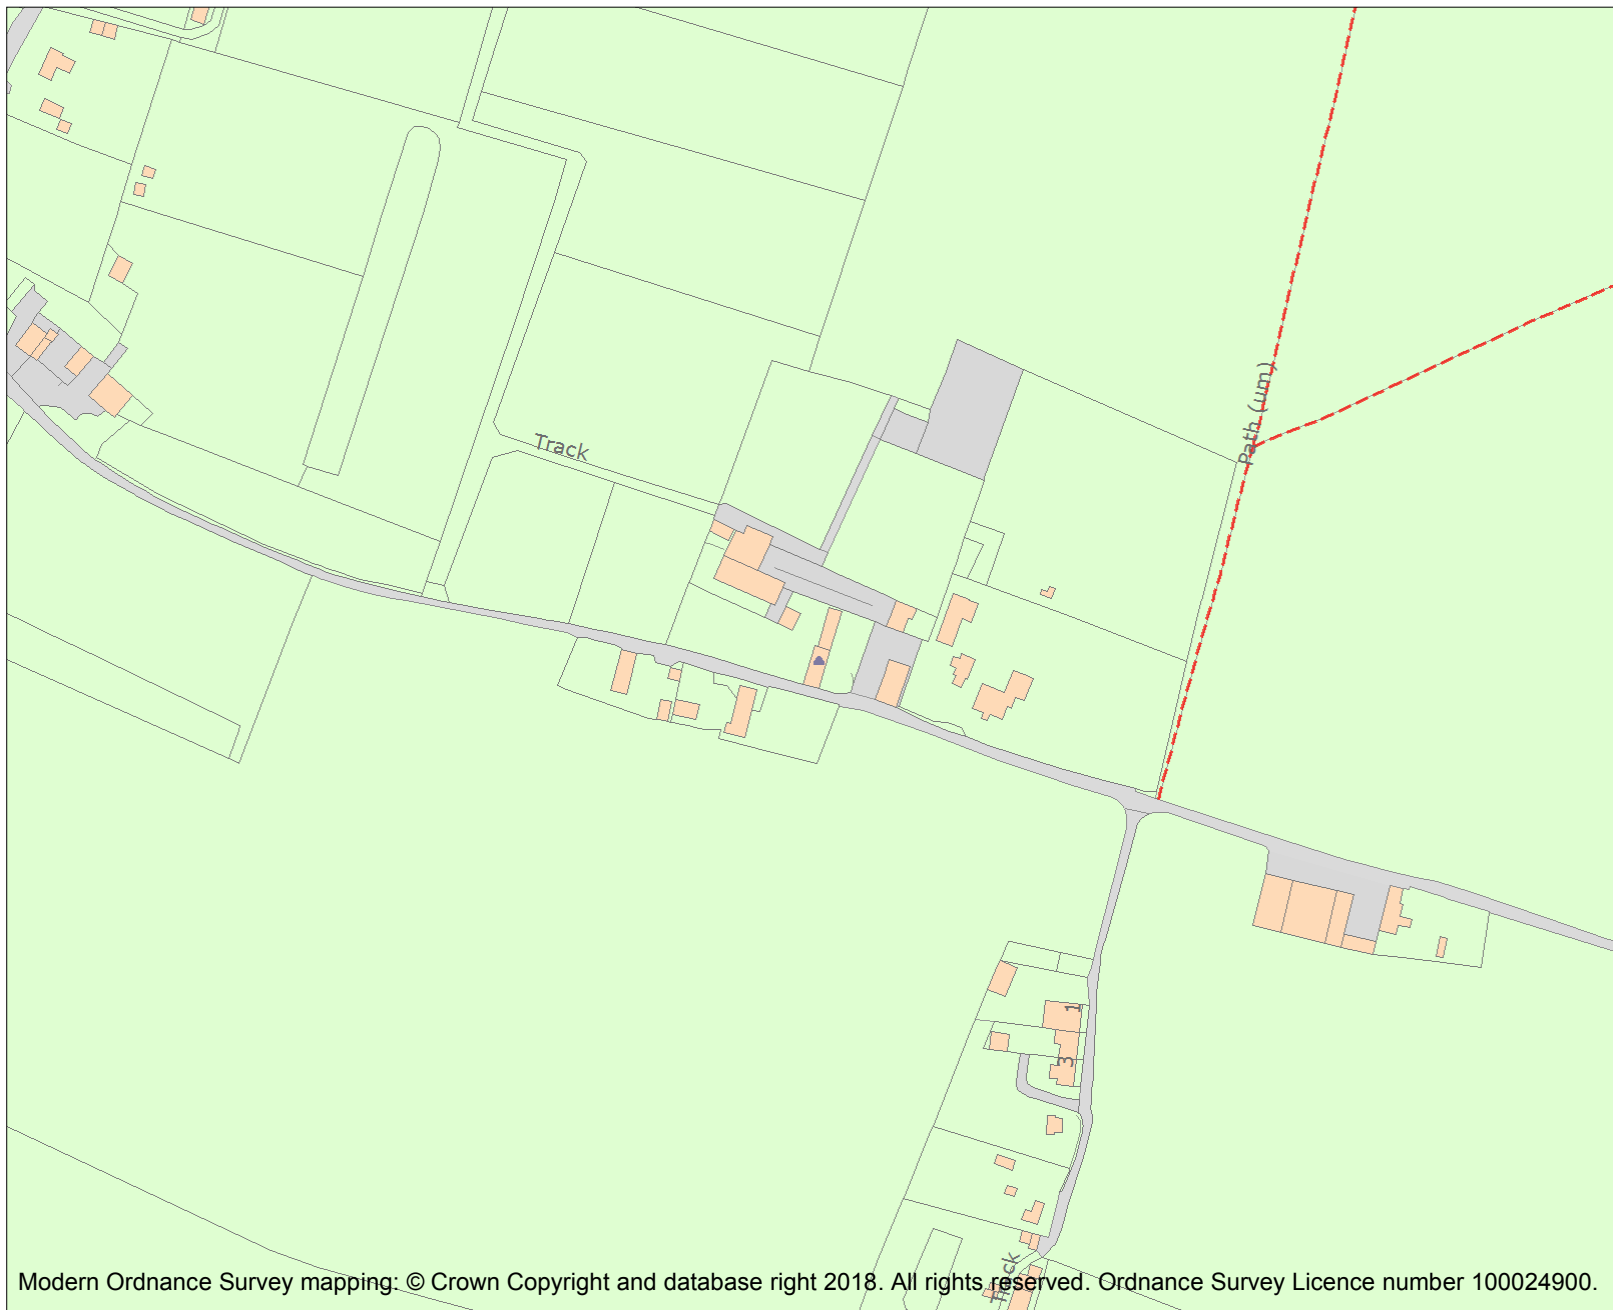 Path (um)
Track
1
3
Track
Modern Ordnance Survey mapping: © Crown Copyright and database right 2018. All rights reserved. Ordnance Survey Licence number 100024900.